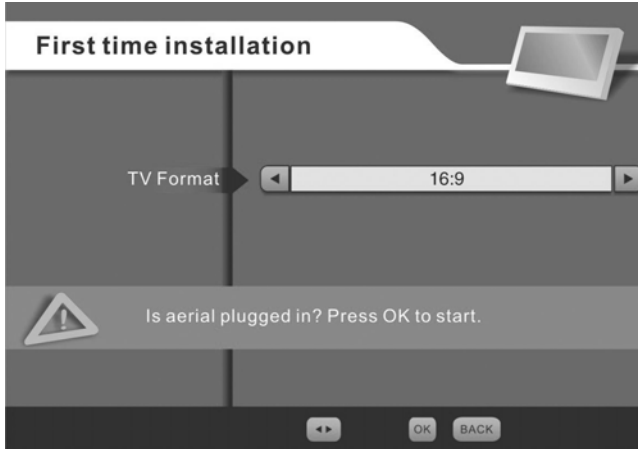 First time installation
TV Format
16:9
Is aerial plugged in? Press OK to start.
OK
BACK